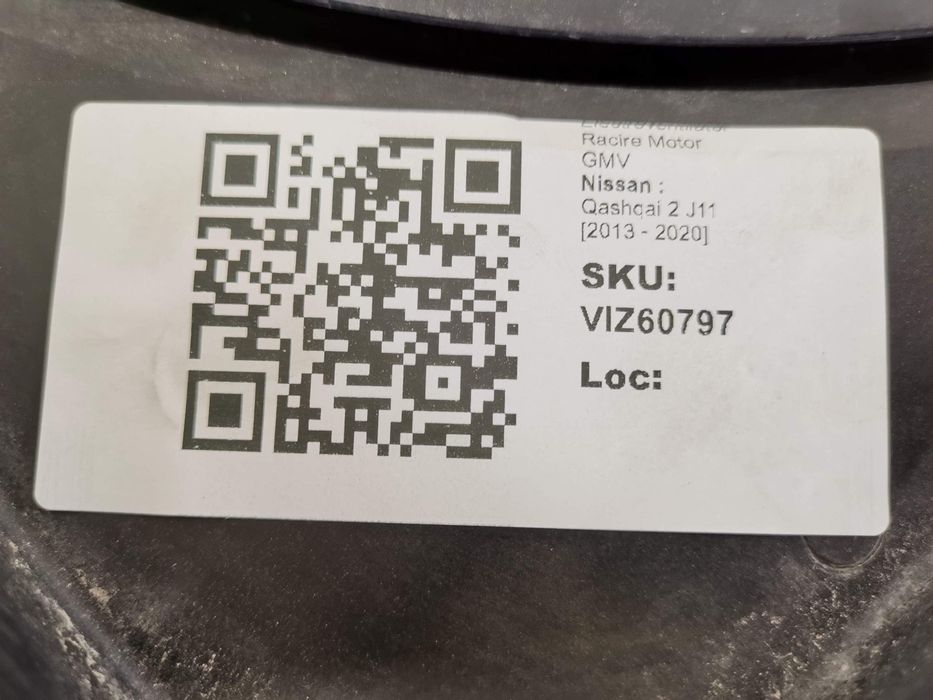 Racire Motor
GMV
Nissan :
Qashqai 2 J11
[2013 - 2020]
SKU:
VIZ60797
Loc: